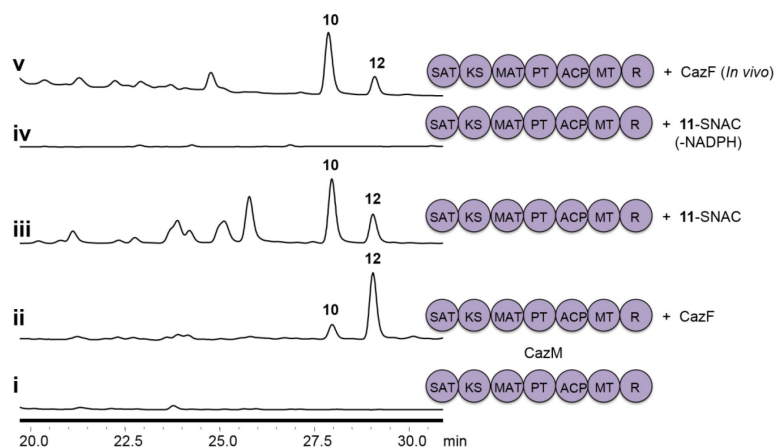 10
12
v
SAT KS MAT PT ACP MT R + CazF (In vivo)
iv
SAT KS MAT PT ACP MT R + 11-SNAC
(-NADPH)
10
12
iii
SAT KS MAT PT ACP MT R + 11-SNAC
12
10
ii
SAT KS MAT PT ACP MT R + CazF
CazM
i
SAT KS MAT PT ACP MT R
20.0 22.5 25.0 27.5 30.0 min